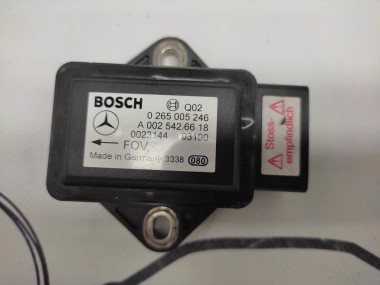 BOSCH Q02
0 265 005 246
A 002 542 66 18
0023144 03100
FOV
Made in Germany 3338 080
Stoss-
empfindlich